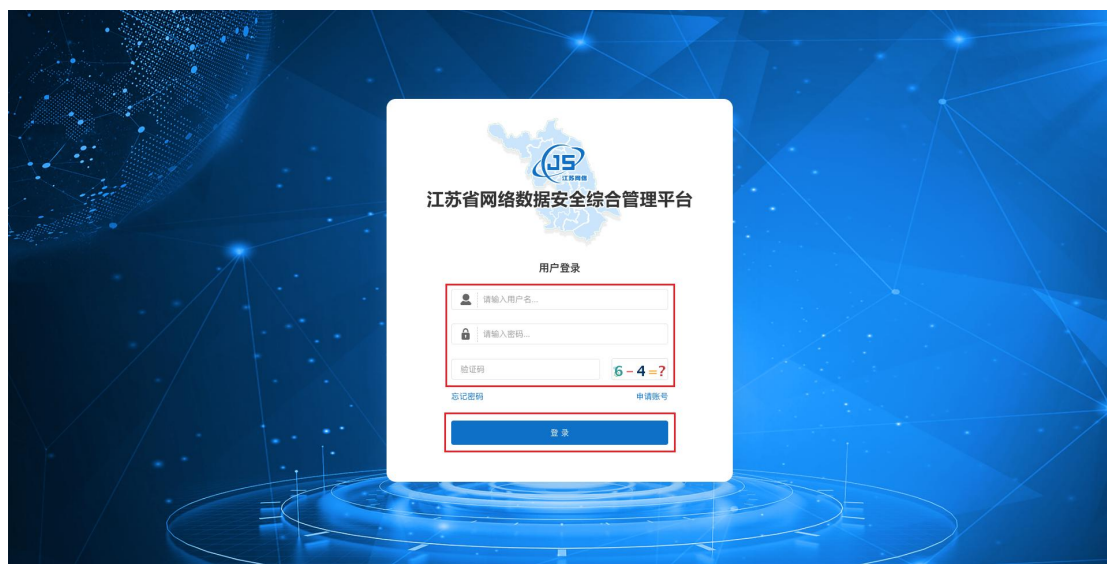 JS
江苏网信
江苏省网络数据安全综合管理平台
用户登录
请输入用户名...
请输入密码...
验证码
6-4=?
忘记密码
申请账号
登 录